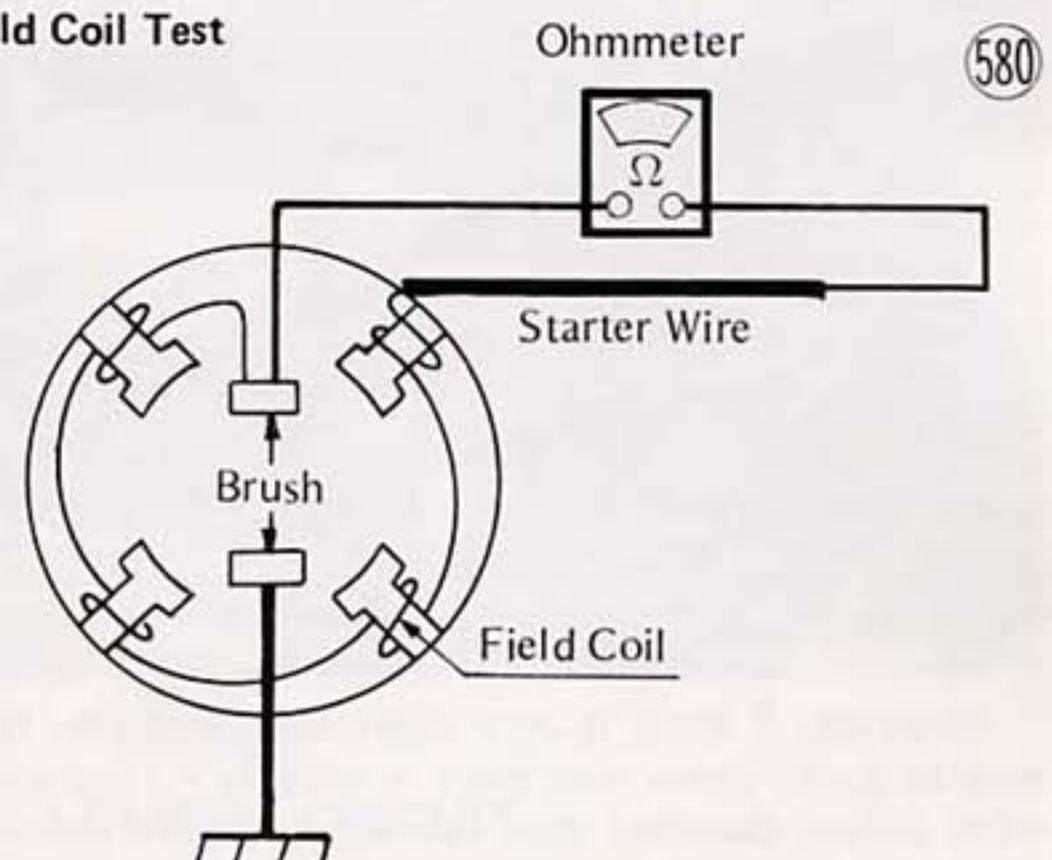 ld Coil Test
Ohmmeter
580
Ω
Starter Wire
Brush
Field Coil